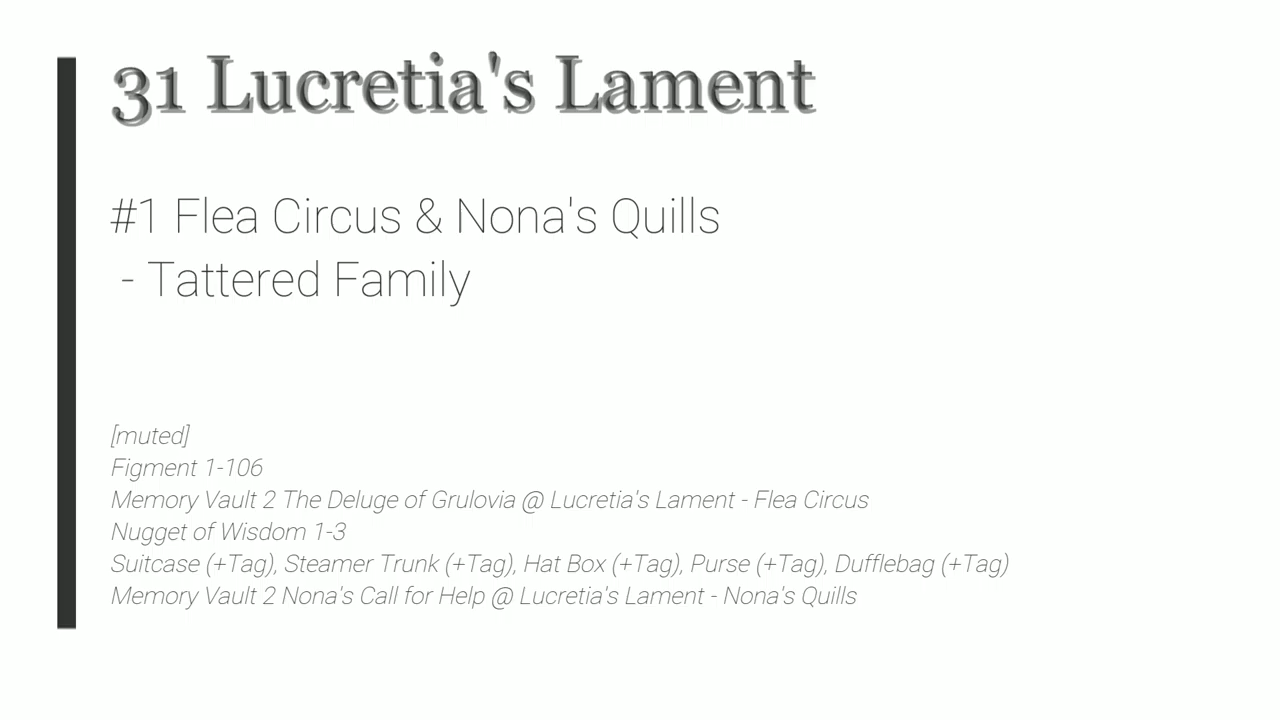 31 Lucretia's Lament
#1 Flea Circus & Nona's Quills
- Tattered Family
[muted]
Figment 1-106
Memory Vault 2 The Deluge of Grulovia @ Lucretia's Lament - Flea Circus
Nugget of Wisdom 1-3
Suitcase (+Tag), Steamer Trunk (+Tag), Hat Box (+Tag), Purse (+Tag), Dufflebag (+Tag)
Memory Vault 2 Nona's Call for Help @ Lucretia's Lament - Nona's Quills